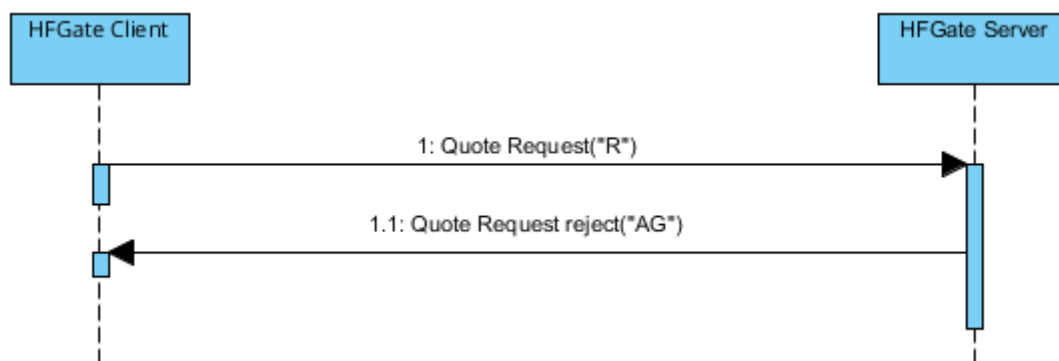 HFGate Client
HFGate Server
1: Quote Request("R")
1.1: Quote Request reject("AG")